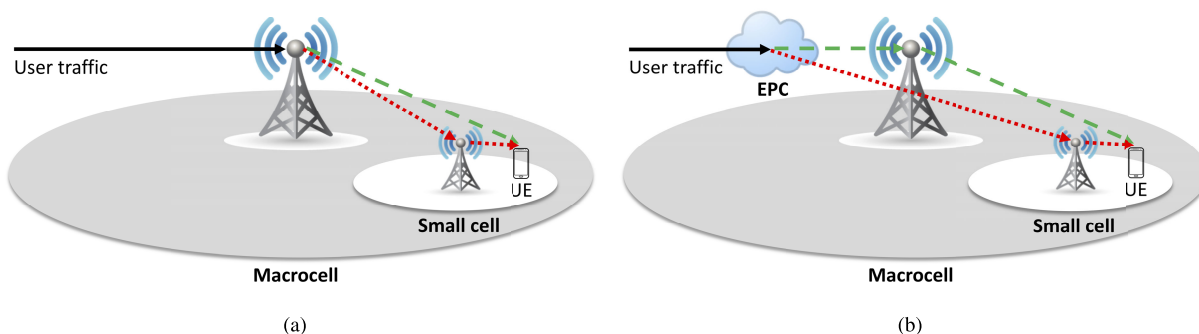 User traffic
UE
Small cell
Macrocell
(a)
User traffic
EPC
UE
Small cell
Macrocell
(b)